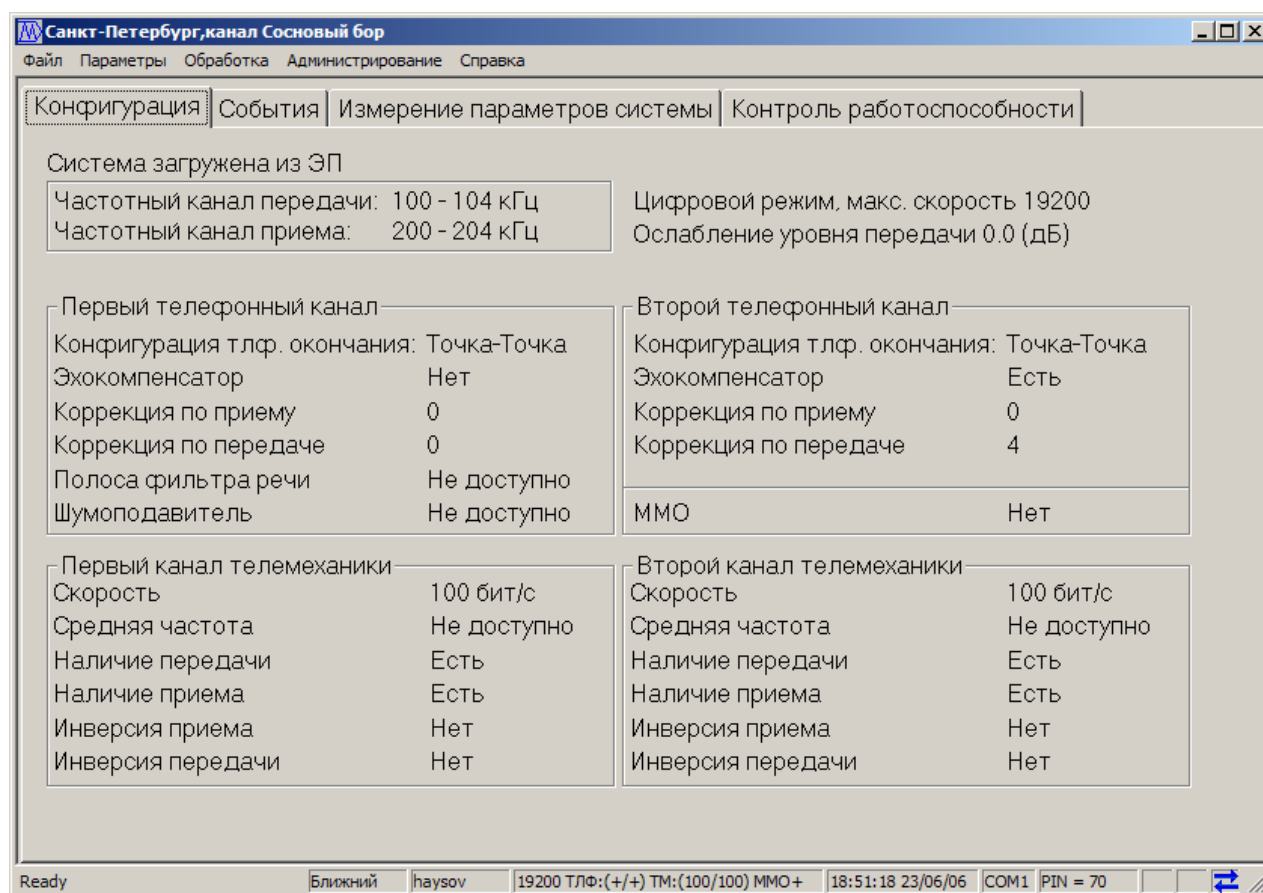 Санкт-Петербург,канал Сосновый бор
Файл Параметры Обработка Администрирование Справка
Конфигурация События Измерение параметров системы Контроль работоспособности
Система загружена из ЭП
Частотный канал передачи: 100 - 104 кГц
Частотный канал приема: 200 - 204 кГц
Цифровой режим, макс. скорость 19200
Ослабление уровня передачи 0.0 (дБ)
Первый телефонный канал
Конфигурация тлф. окончания: Точка-Точка
Эхокомпенсатор Нет
Коррекция по приему 0
Коррекция по передаче 0
Полоса фильтра речи Не доступно
Шумоподавитель Не доступно
Второй телефонный канал
Конфигурация тлф. окончания: Точка-Точка
Эхокомпенсатор Есть
Коррекция по приему 0
Коррекция по передаче 4
ММО Нет
Первый канал телемеханики
Скорость 100 бит/с
Средняя частота Не доступно
Наличие передачи Есть
Наличие приема Есть
Инверсия приема Нет
Инверсия передачи Нет
Второй канал телемеханики
Скорость 100 бит/с
Средняя частота Не доступно
Наличие передачи Есть
Наличие приема Есть
Инверсия приема Нет
Инверсия передачи Нет
Ready Ближний haysov 19200 ТЛФ:(+/+) ТМ:(100/100) ММО+ 18:51:18 23/06/06 COM1 PIN = 70